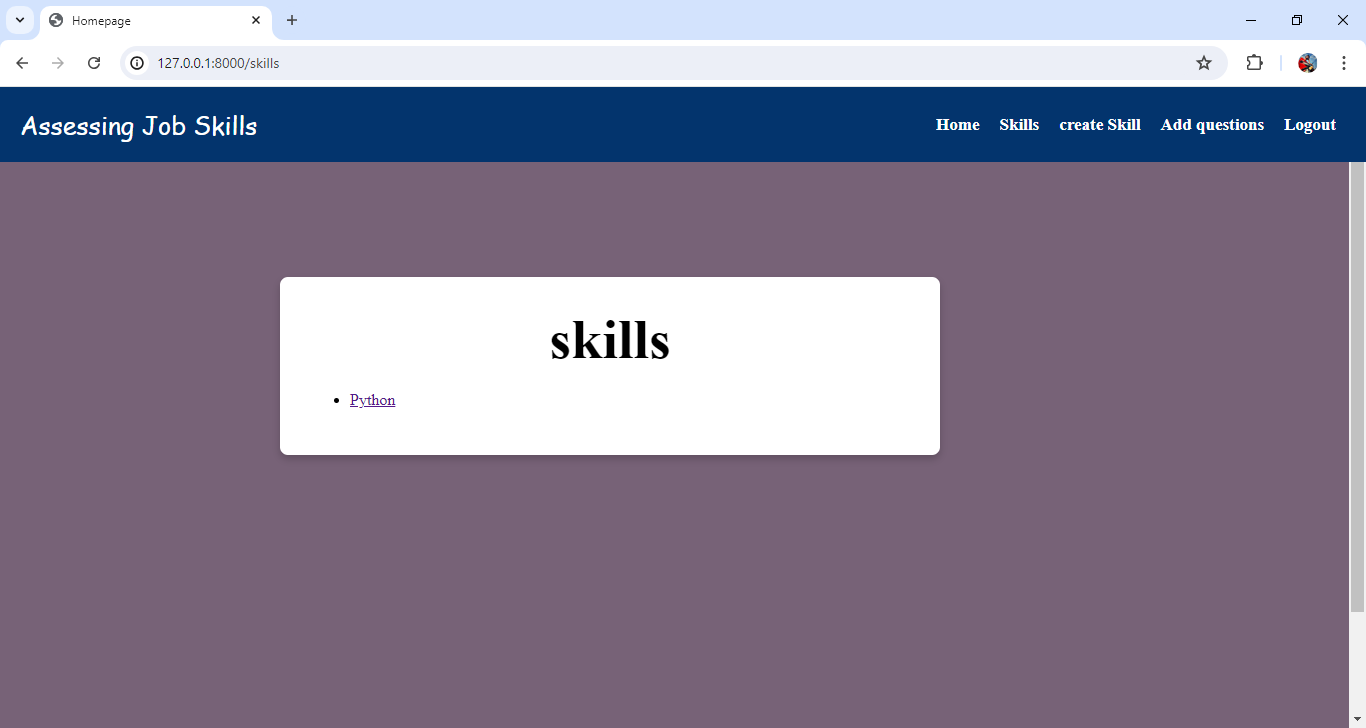 Homepage
127.0.0.1:8000/skills
Assessing Job Skills
Home Skills create Skill Add questions Logout
skills
Python